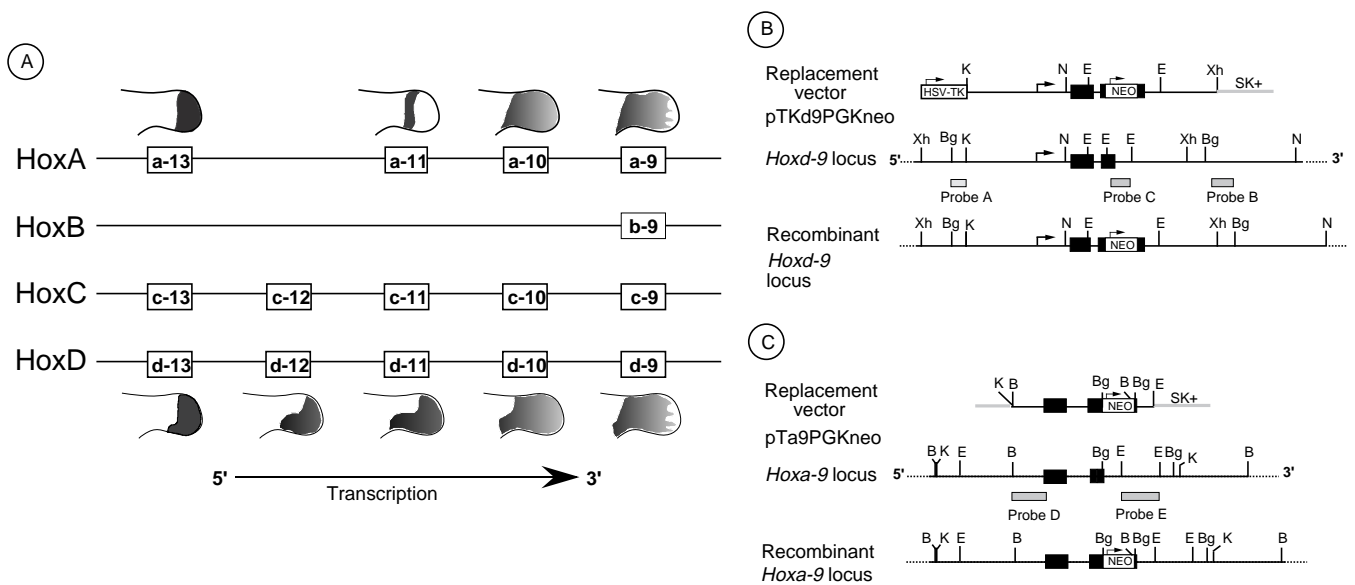 A
HoxA
a-13 a-11 a-10 a-9
HoxB
b-9
HoxC
c-13 c-12 c-11 c-10 c-9
HoxD
d-13 d-12 d-11 d-10 d-9
5' 3'
Transcription
B
Replacement
vector
pTKd9PGKneo
K N E E Xh
HSV-TK NEO SK+
Hoxd-9 locus
Xh Bg K N E E E Xh Bg N
5' 3'
Probe A Probe C Probe B
Recombinant
Hoxd-9
locus
Xh Bg K N E E Xh Bg N
NEO
C
Replacement
vector
pTa9PGKneo
K B Bg B Bg E
NEO SK+
Hoxa-9 locus
B K E B Bg E E Bg K B
5' 3'
Probe D Probe E
Recombinant
Hoxa-9 locus
B K E B Bg B Bg E E Bg K B
NEO